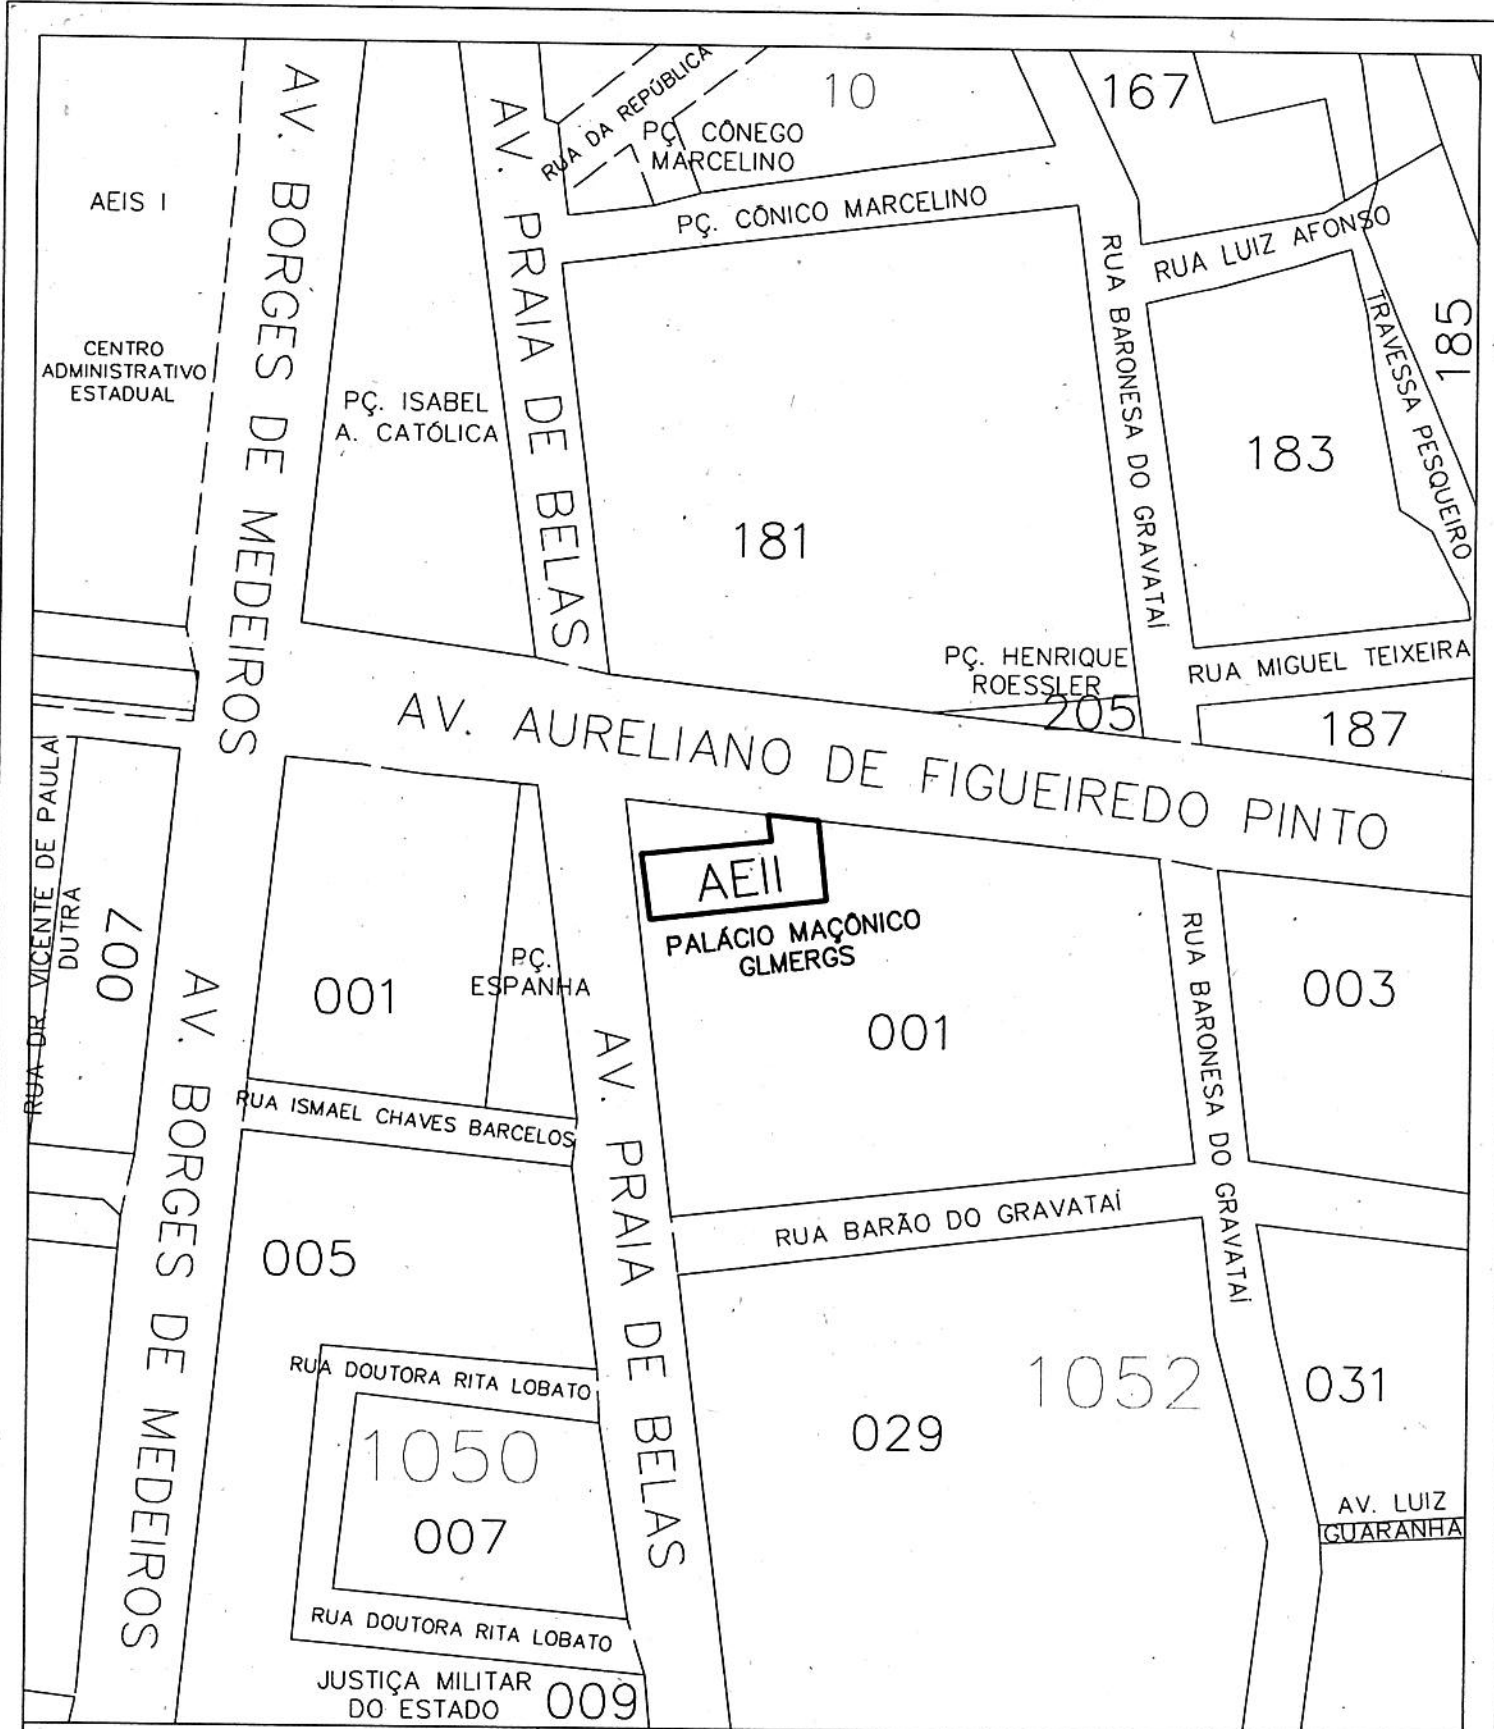 AV. BORGES DE MEDEIROS
AV. PRAIA DE BELAS
RUA DA REPÚBLICA
10
167
PÇ. CÔNEGO
MARCELINO
AEIS I
PÇ. CÔNICO MARCELINO
RUA LUIZ AFONSO
RUA BARONESA DO GRAVATAÍ
TRAVESSA PESQUEIRO
185
CENTRO
ADMINISTRATIVO
ESTADUAL
PÇ. ISABEL
A. CATÓLICA
183
181
PÇ. HENRIQUE
ROESSLER
205
RUA MIGUEL TEIXEIRA
187
AV. AURELIANO DE FIGUEIREDO PINTO
RUA DR. VICENTE DE PAULA
DUTRA
007
AEII
PALÁCIO MAÇÔNICO
GLMERGS
001
PÇ.
ESPANHA
001
003
RUA BARONESA DO GRAVATAÍ
AV. BORGES DE MEDEIROS
AV. PRAIA DE BELAS
RUA ISMAEL CHAVES BARCELOS
RUA BARÃO DO GRAVATAÍ
005
RUA DOUTORA RITA LOBATO
1052
031
1050
029
007
AV. LUIZ
GUARANHA
RUA DOUTORA RITA LOBATO
JUSTIÇA MILITAR
DO ESTADO
009